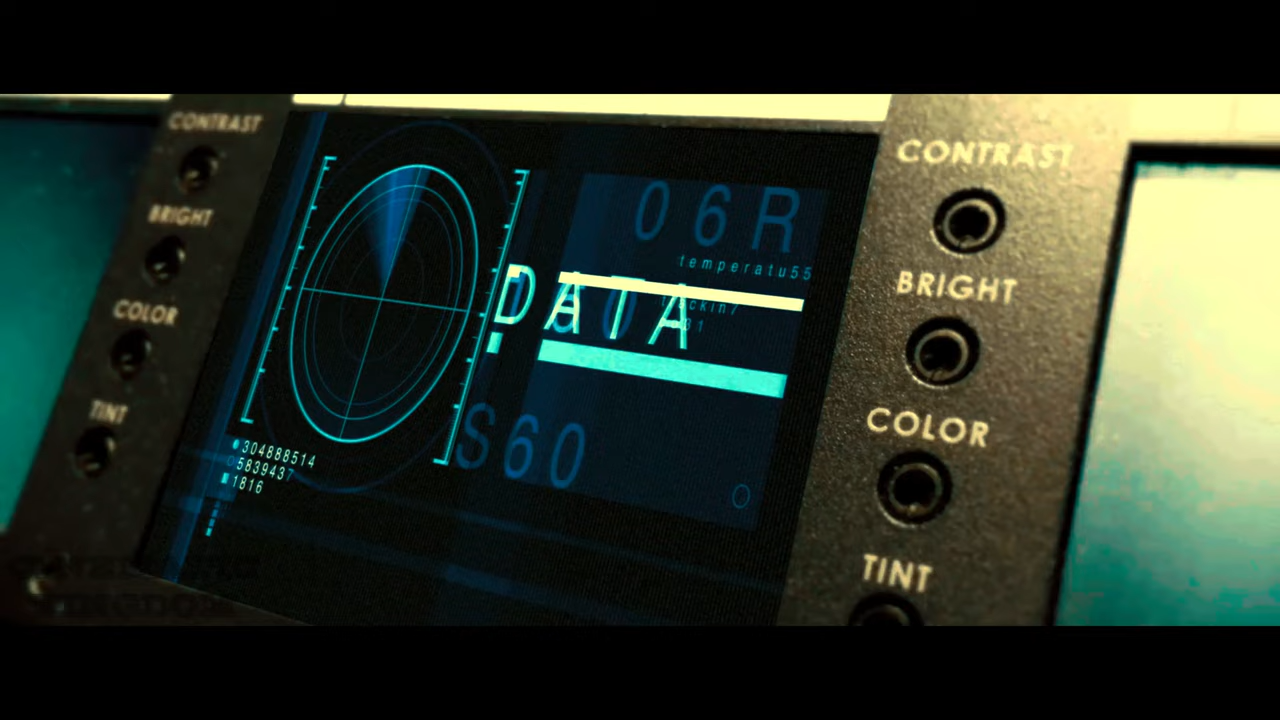 CONTRAST
BRIGHT
COLOR
TINT
06R
temperatu55
DATA
S60
304888514
5839437
1816
CONTRAST
BRIGHT
COLOR
TINT